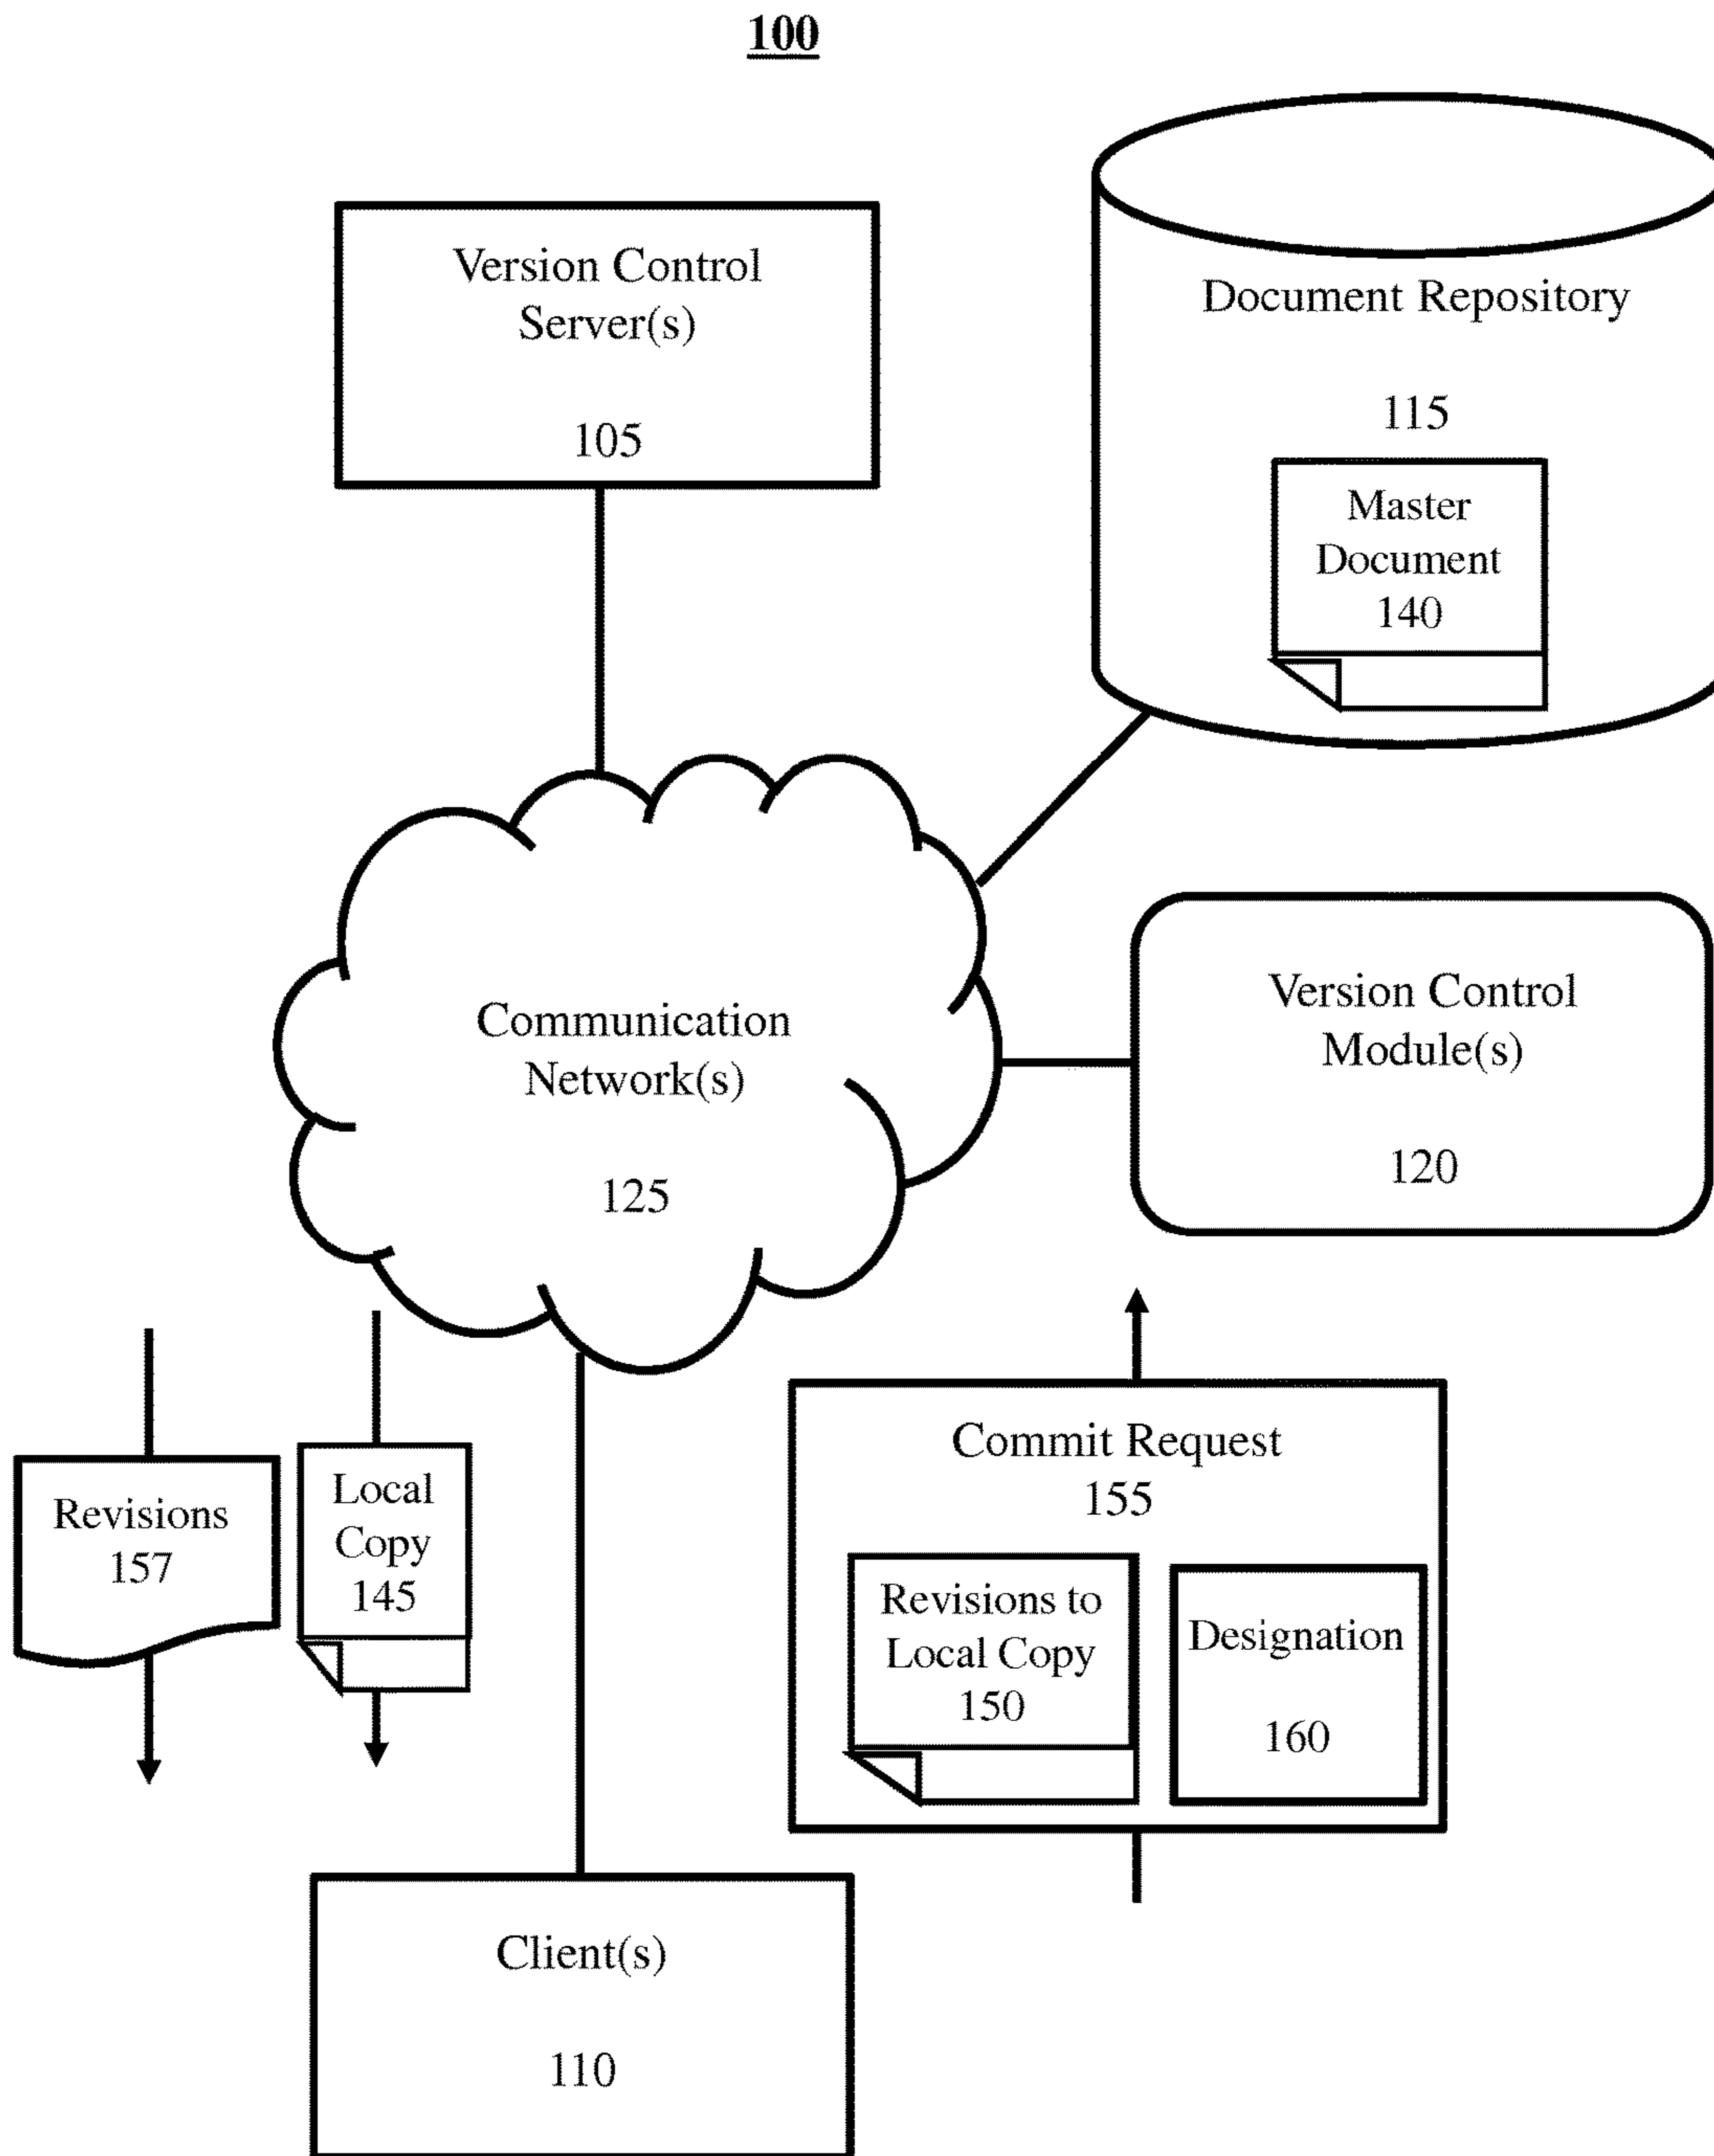 100
Version Control
Server(s)
105
Document Repository
115
Master
Document
140
Communication
Network(s)
125
Version Control
Module(s)
120
Revisions
157
Local
Copy
145
Commit Request
155
Revisions to
Local Copy
150
Designation
160
Client(s)
110